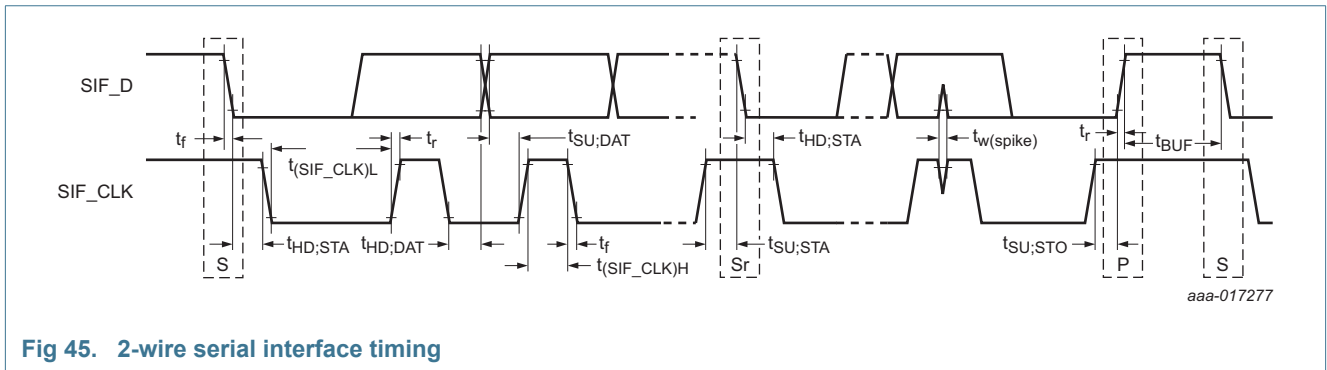 SIF_D
t_f
t_r
t_SU;DAT
t_HD;STA
t_w(spike)
t_r
t_BUF
t_(SIF_CLK)L
SIF_CLK
t_HD;STA
t_HD;DAT
t_f
t_SU;STA
t_SU;STO
t_(SIF_CLK)H
S
Sr
P
S
aaa-017277
Fig 45. 2-wire serial interface timing